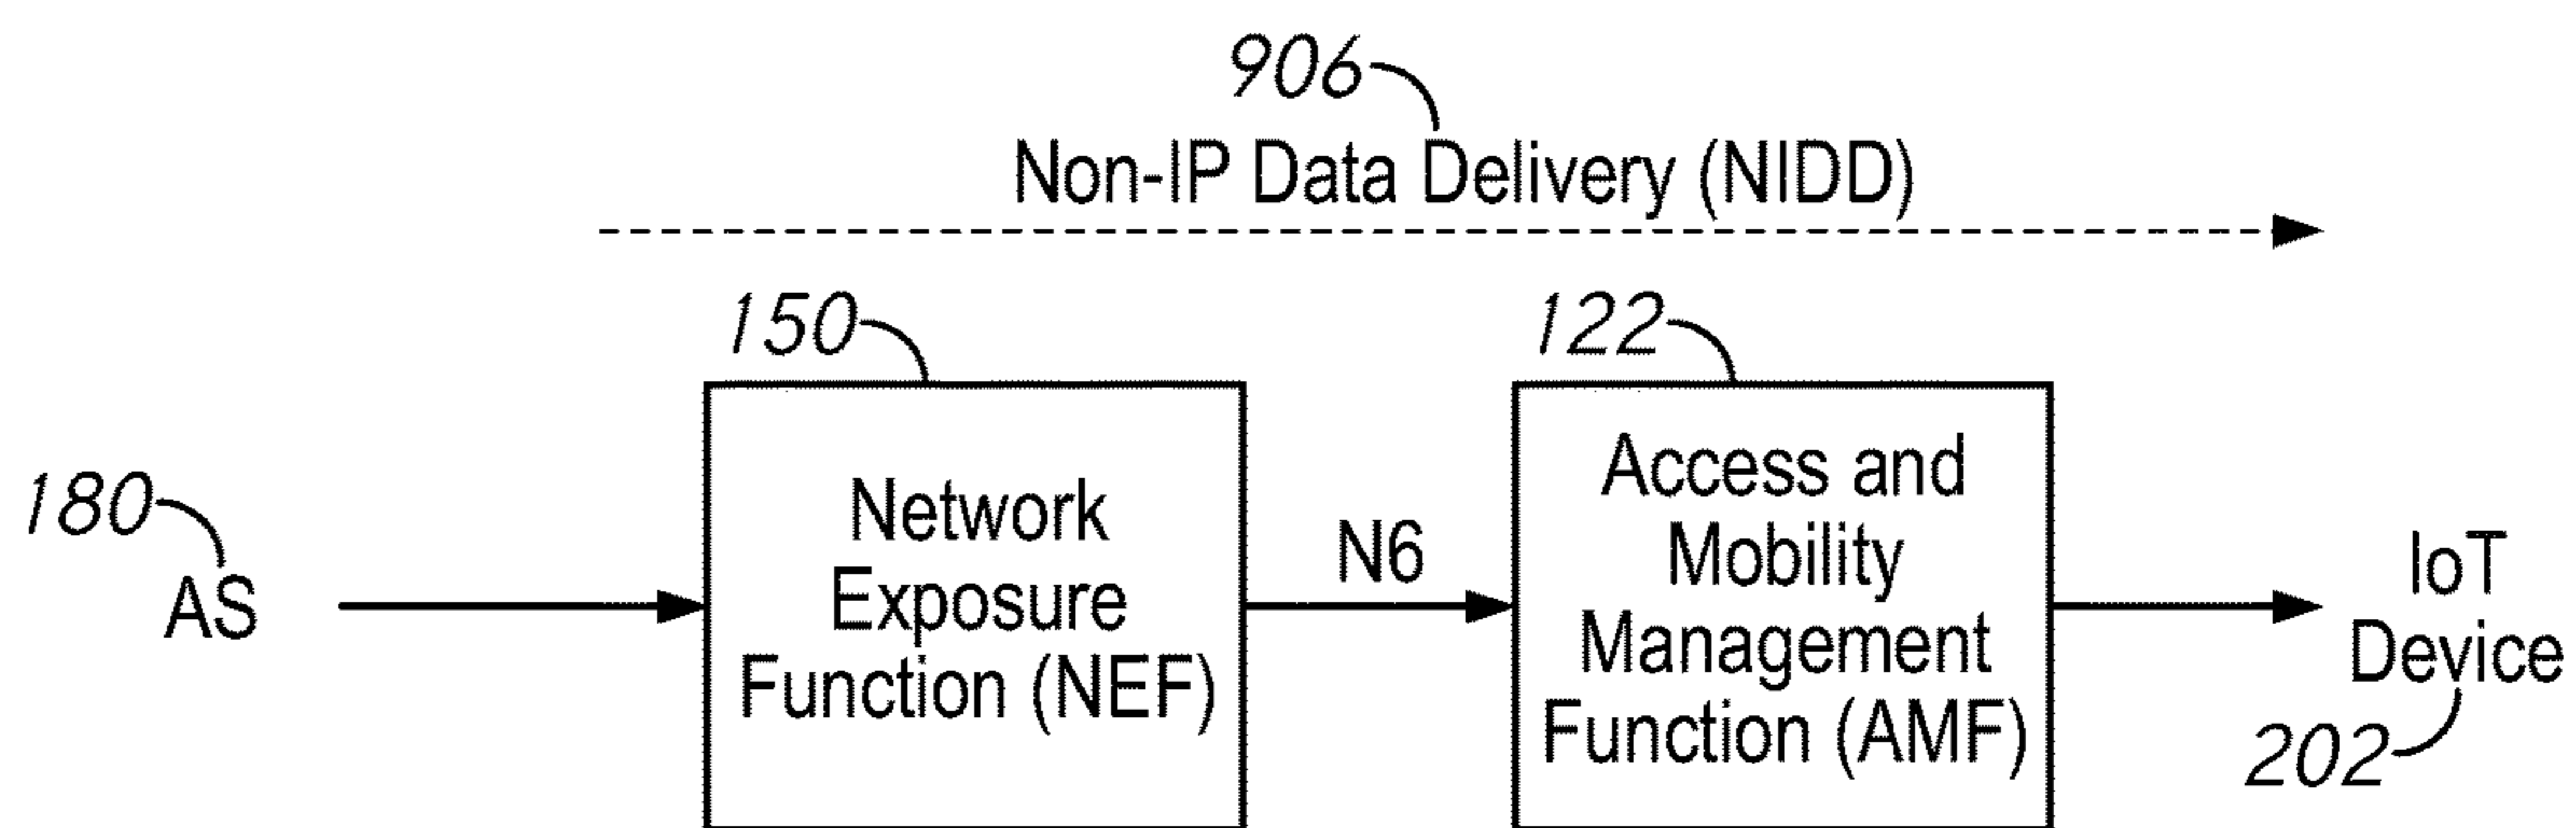 906
Non-IP Data Delivery (NIDD)
150
122
180
AS
Network
Exposure
Function (NEF)
N6
Access and
Mobility
Management
Function (AMF)
IoT
Device
202